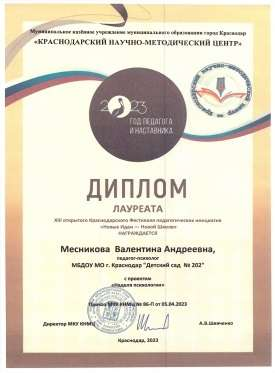 Муниципальное казённое учреждение муниципального образования город Краснодар
«КРАСНОДАРСКИЙ НАУЧНО-МЕТОДИЧЕСКИЙ ЦЕНТР»
2023
ГОД ПЕДАГОГА
И НАСТАВНИКА
ДИПЛОМ
ЛАУРЕАТА
XIII открытого Краснодарского Фестиваля педагогических инициатив
«Новые Идеи — Новой Школе»
НАГРАЖДАЕТСЯ
Месникова Валентина Андреевна,
педагог-психолог
МБДОУ МО г. Краснодар "Детский сад № 202"
с проектом
«Неделя психологии»
Приказ МКУ КНМЦ № 86-П от 05.04.2023
Директор МКУ КНМЦ
А.В.Шевченко
Краснодар, 2023